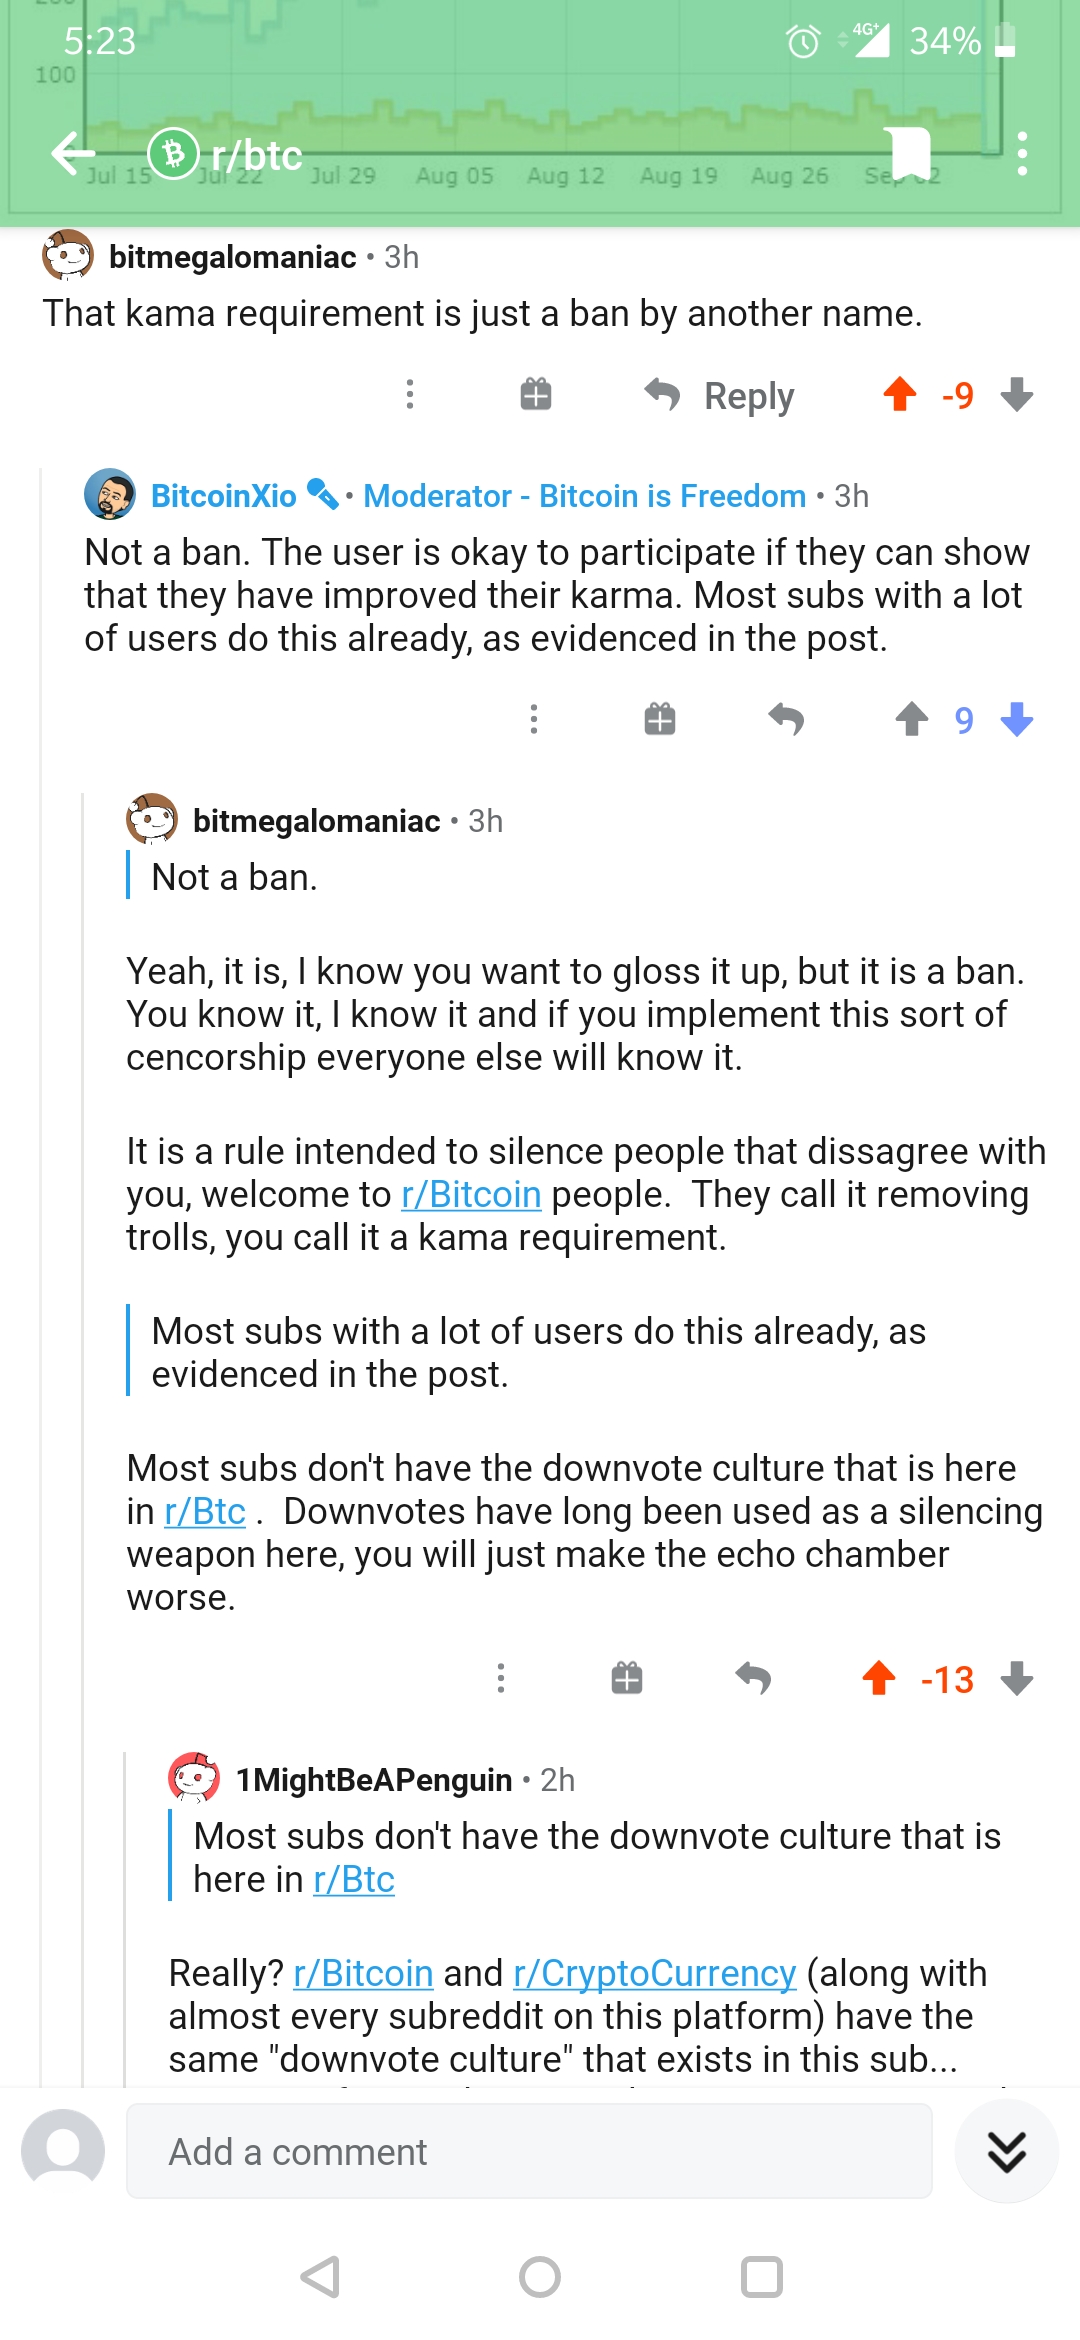 5:23
4G+
34%
100
r/btc
Jul 15
Jul 22
Jul 29
Aug 05
Aug 12
Aug 19
Aug 26
bitmegalomaniac • 3h
That kama requirement is just a ban by another name.
Reply
-9
BitcoinXio • Moderator - Bitcoin is Freedom • 3h
Not a ban. The user is okay to participate if they can show
that they have improved their karma. Most subs with a lot
of users do this already, as evidenced in the post.
9
bitmegalomaniac • 3h
Not a ban.
Yeah, it is, I know you want to gloss it up, but it is a ban.
You know it, I know it and if you implement this sort of
cencorship everyone else will know it.
It is a rule intended to silence people that dissagree with
you, welcome to r/Bitcoin people.  They call it removing
trolls, you call it a kama requirement.
Most subs with a lot of users do this already, as
evidenced in the post.
Most subs don't have the downvote culture that is here
in r/Btc .  Downvotes have long been used as a silencing
weapon here, you will just make the echo chamber
worse.
-13
1MightBeAPenguin • 2h
Most subs don't have the downvote culture that is
here in r/Btc
Really? r/Bitcoin and r/CryptoCurrency (along with
almost every subreddit on this platform) have the
same "downvote culture" that exists in this sub...
Add a comment